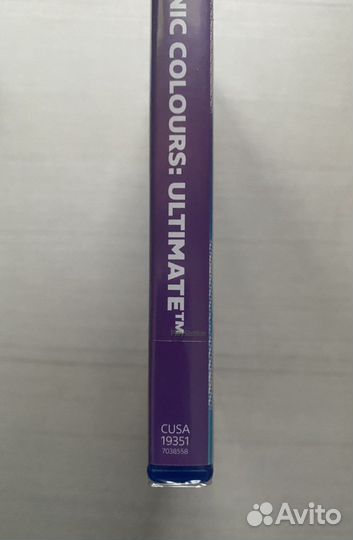 NIC COLOURS: ULTIMATE™
CUSA
19351
7038558
Avito